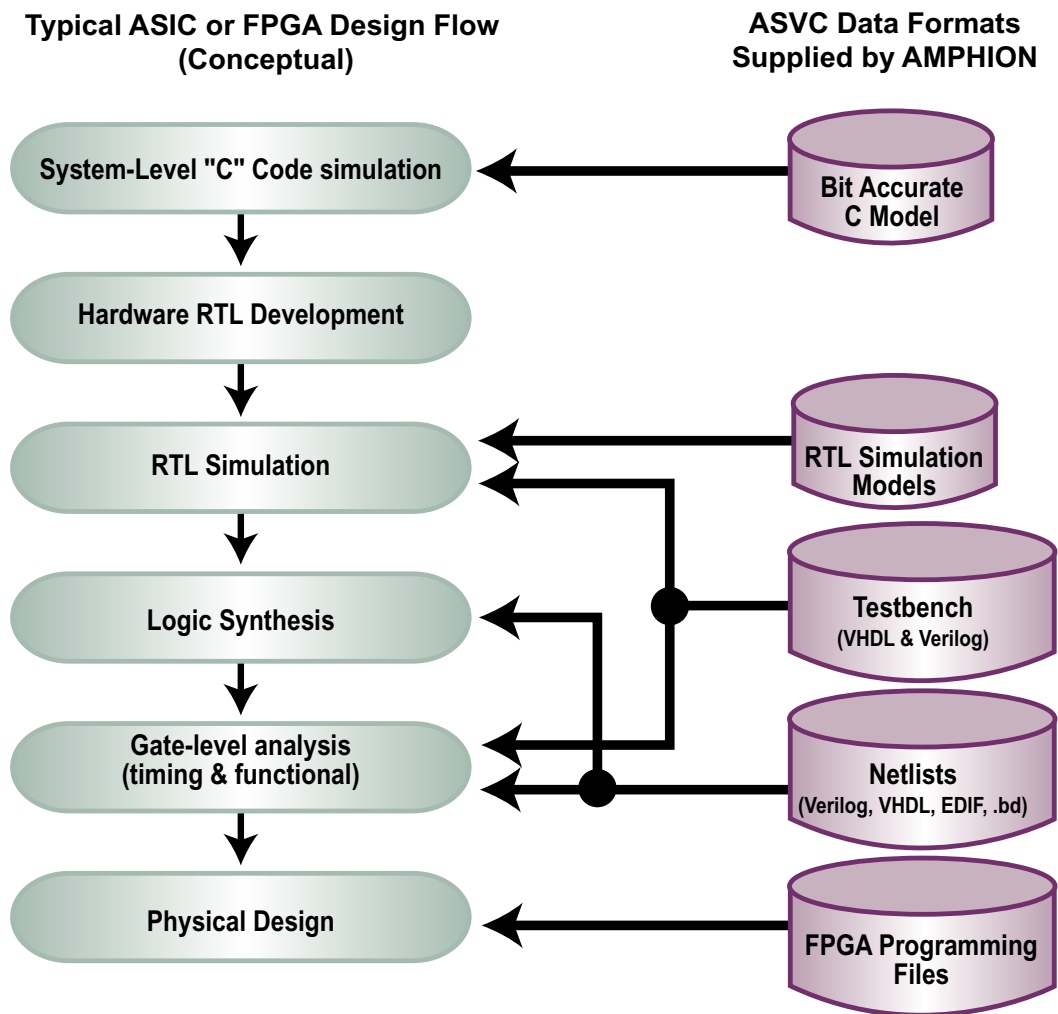 Typical ASIC or FPGA Design Flow
(Conceptual)
ASVC Data Formats
Supplied by AMPHION
System-Level "C" Code simulation
Bit Accurate
C Model
Hardware RTL Development
RTL Simulation
RTL Simulation
Models
Logic Synthesis
Testbench
(VHDL & Verilog)
Gate-level analysis
(timing & functional)
Netlists
(Verilog, VHDL, EDIF, .bd)
Physical Design
FPGA Programming
Files